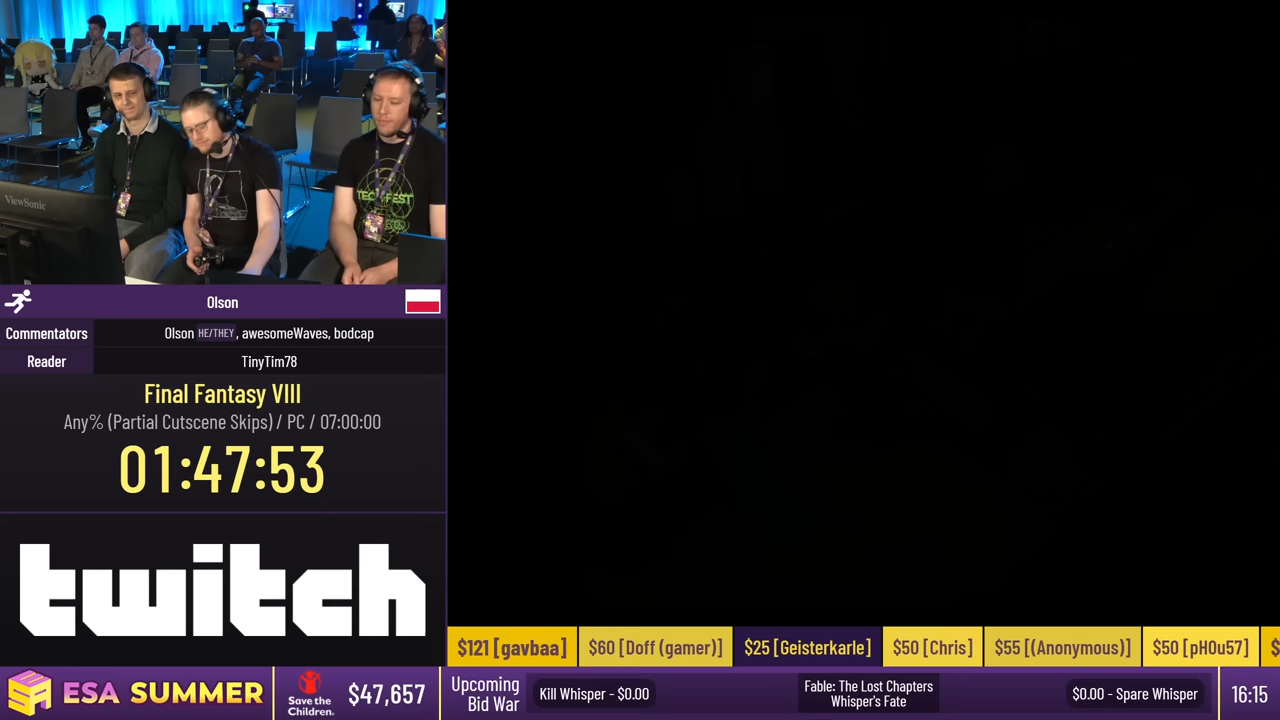 ViewSonic
TECHFEST
Olson
Commentators
Olson HE/THEY, awesomeWaves, bodcap
Reader
TinyTim78
Final Fantasy VIII
Any% (Partial Cutscene Skips) / PC / 07:00:00
01:47:53
twitch
$121 [gavbaa]
$60 [Doff (gamer)]
$25 [Geisterkarle]
$50 [Chris]
$55 [(Anonymous)]
$50 [pH0u57]
$
ESA SUMMER
Save the
Children.
$47,657
Upcoming
Bid War
Kill Whisper - $0.00
Fable: The Lost Chapters
Whisper's Fate
$0.00 - Spare Whisper
16:15